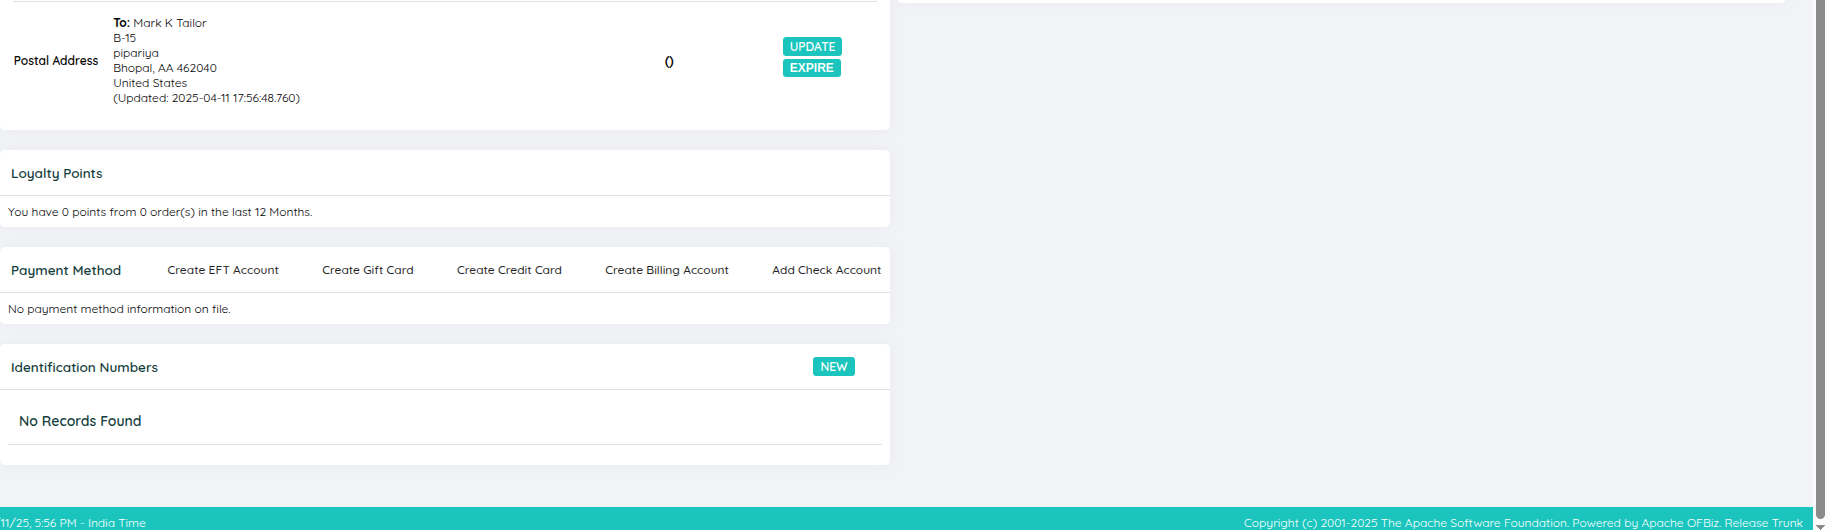 To: Mark K Tailor
B-15
pipariya
Postal Address
Bhopal, AA 462040
United States
(Updated: 2025-04-11 17:56:48.760)
()
UPDATE
EXPIRE
Loyalty Points
You have 0 points from 0 order(s) in the last 12 Months.
Payment Method Create EFT Account Create Gift Card Create Credit Card Create Billing Account Add Check Account
No payment method information on file.
Identification Numbers NEW
No Records Found
/11/25, 5:56 PM - India Time Copyright (c) 2001-2025 The Apache Software Foundation. Powered by Apache OFBiz. Release Trunk